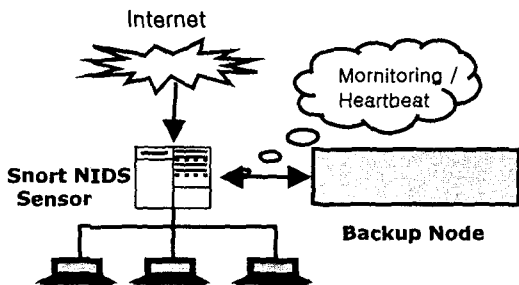 Internet
Mornitoring /
Heartbeat
Snort NIDS
Sensor
Backup Node